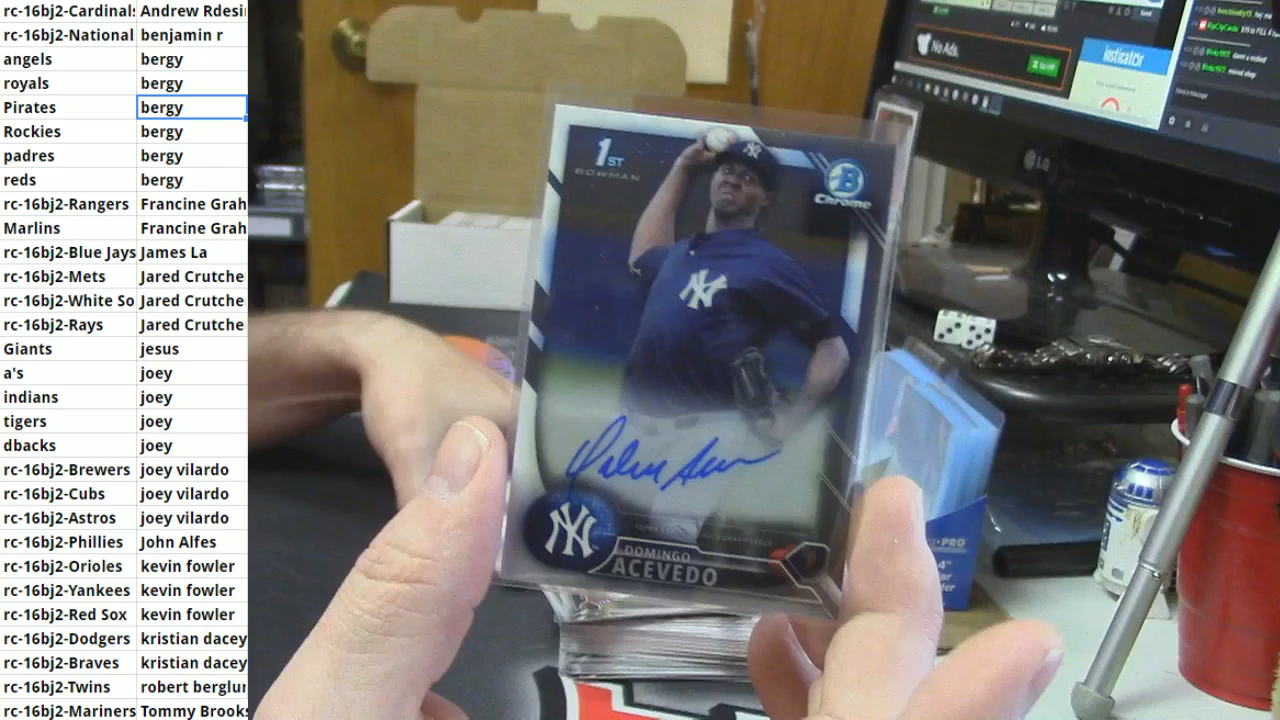 rc-16bj2-Cardinals Andrew Rdesi
rc-16bj2-National benjamin r
angels bergy
royals bergy
Pirates bergy
Rockies bergy
padres bergy
reds bergy
rc-16bj2-Rangers Francine Grah
Marlins Francine Grah
rc-16bj2-Blue Jays James La
rc-16bj2-Mets Jared Crutche
rc-16bj2-White So Jared Crutche
rc-16bj2-Rays Jared Crutche
Giants jesus
a's joey
indians joey
tigers joey
dbacks joey
rc-16bj2-Brewers joey vilardo
rc-16bj2-Cubs joey vilardo
rc-16bj2-Astros joey vilardo
rc-16bj2-Phillies John Alfes
rc-16bj2-Orioles kevin fowler
rc-16bj2-Yankees kevin fowler
rc-16bj2-Red Sox kevin fowler
rc-16bj2-Dodgers kristian dacey
rc-16bj2-Braves kristian dacey
rc-16bj2-Twins robert berglur
rc-16bj2-Mariners Tommy Brooks
1ST
BOWMAN
B
Chrome
NY
NY
NY
DOMINGO
ACEVEDO
No Ads.
LG